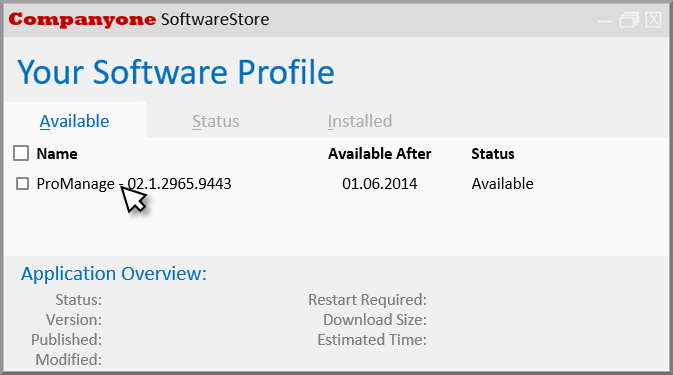 Companyone SoftwareStore
Your Software Profile
Available Status Installed
Name Available After Status
ProManage - 02.1.2965.9443 01.06.2014 Available
Application Overview:
Status: Restart Required:
Version: Download Size:
Published: Estimated Time:
Modified: